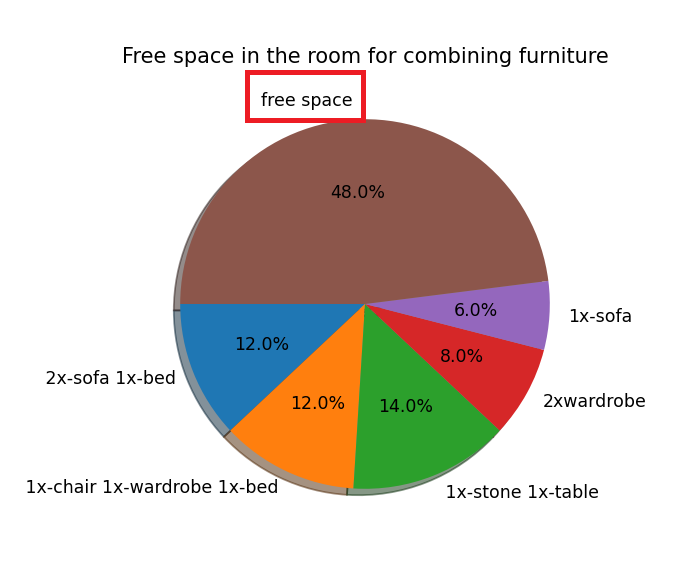 Free space in the room for combining furniture
free space
48.0%
6.0%
1x-sofa
12.0%
8.0%
2x-sofa 1x-bed
2xwardrobe
12.0%
14.0%
1x-chair 1x-wardrobe 1x-bed
1x-stone 1x-table